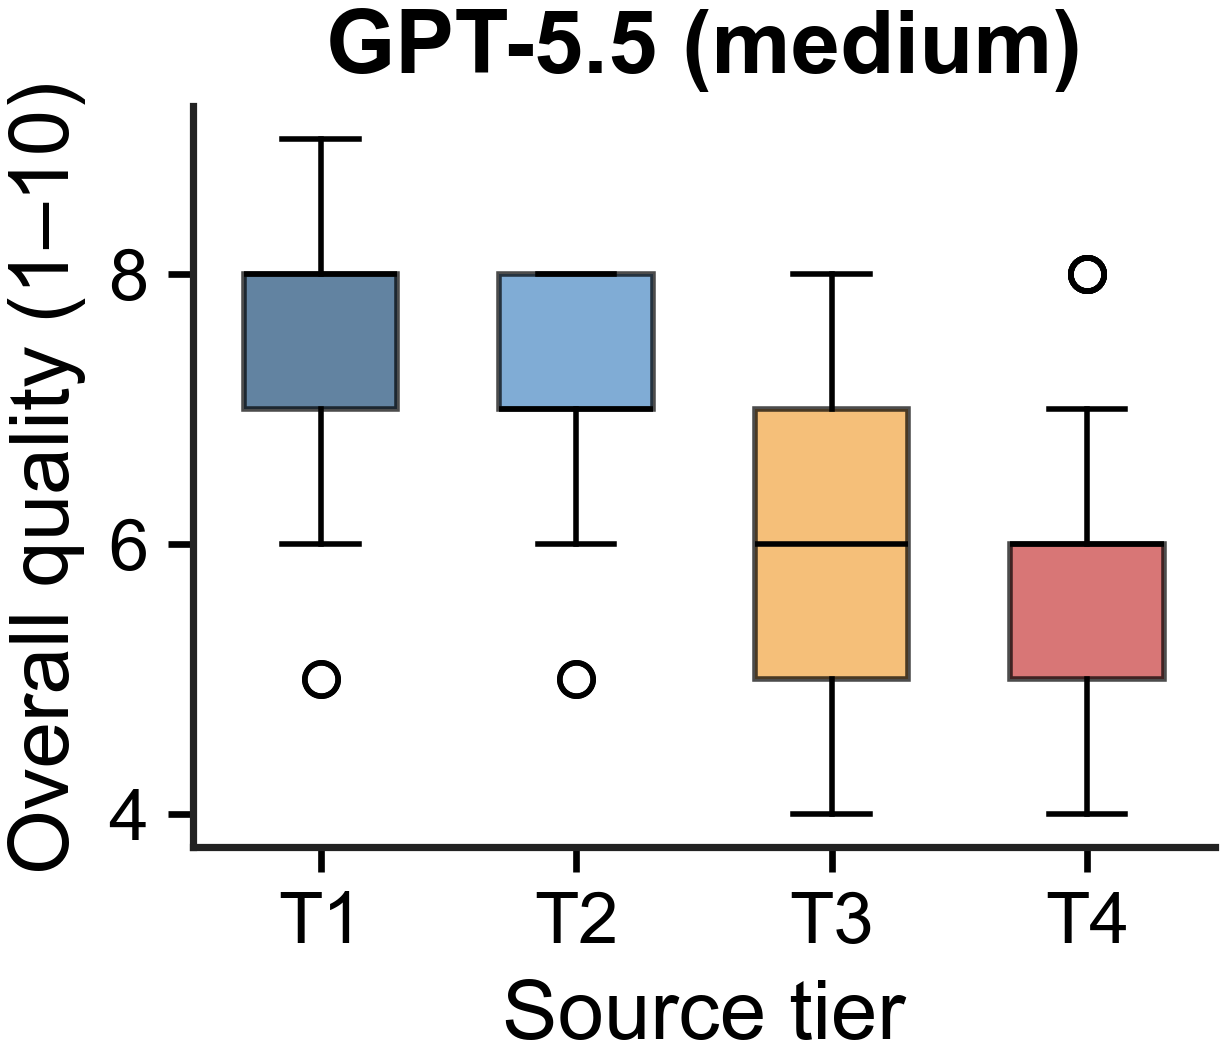 GPT-5.5 (medium)
Overall quality (1–10)
8
6
4
T1 T2 T3 T4
Source tier